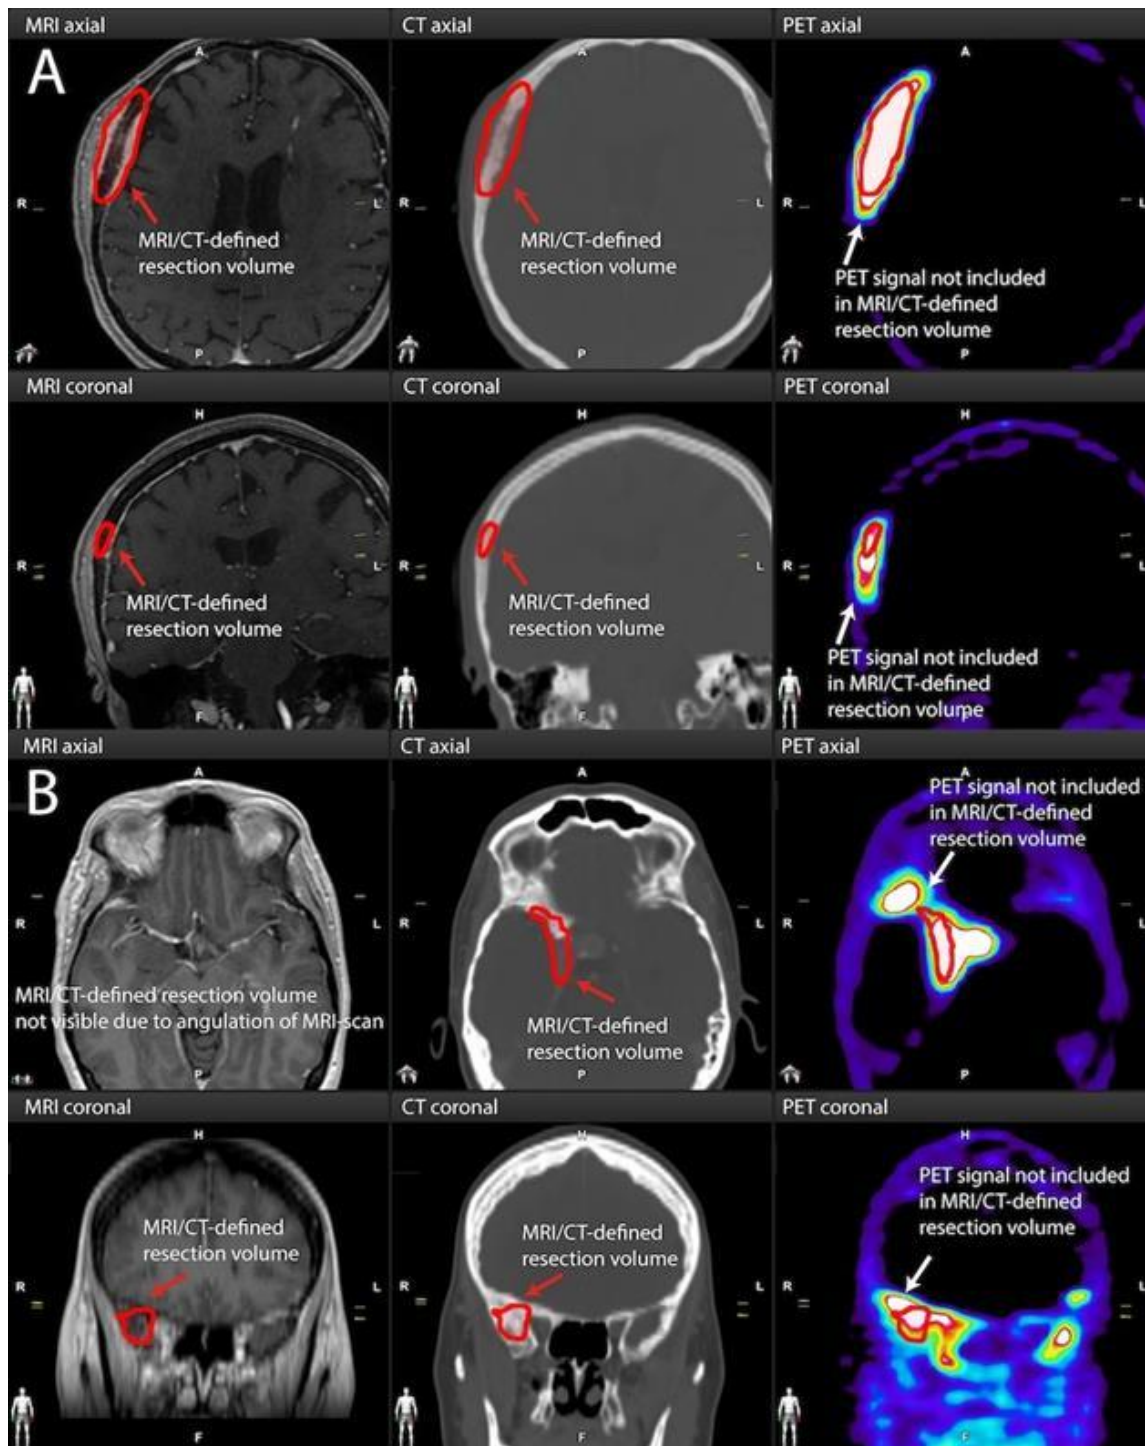 MRI axial
CT axial
PET axial
A
A
A
A
R
L
R
L
R
L
MRI/CT-defined
resection volume
MRI/CT-defined
resection volume
PET signal not included
in MRI/CT-defined
resection volume
P
P
P
MRI coronal
CT coronal
PET coronal
H
H
H
R
L
R
L
R
L
MRI/CT-defined
resection volume
MRI/CT-defined
resection volume
PET signal not included
in MRI/CT-defined
resection volume
F
F
MRI axial
CT axial
PET axial
B
A
A
A
PET signal not included
in MRI/CT-defined
resection volume
R
L
R
L
R
L
MRI/CT-defined resection volume
not visible due to angulation of MRI-scan
MRI/CT-defined
resection volume
P
P
P
MRI coronal
CT coronal
PET coronal
H
H
H
MRI/CT-defined
resection volume
MRI/CT-defined
resection volume
PET signal not included
in MRI/CT-defined
resection volume
R
L
R
L
R
L
F
F
F